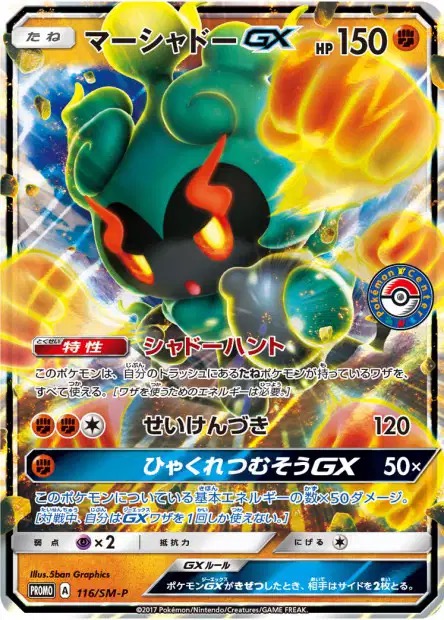 たね マーシャドーGX HP 150
Pokémon Center
特性 シャドーハント
このポケモンは、自分のトラッシュにあるたねポケモンが持っているワザを、
すべて使える。[ワザを使うためのエネルギーは必要。]
せいけんづき 120
ひゃくれつむそうGX 50×
このポケモンについている基本エネルギーの数×50ダメージ。
[対戦中、自分はGXワザを1回しか使えない。]
弱点 ×2 抵抗力 にげる
GXルール
Illus.5ban Graphics
ポケモンGXがきぜつしたとき、相手はサイドを2枚とる。
PROMO A 116/SM-P
©2017 Pokémon/Nintendo/Creatures/GAME FREAK.